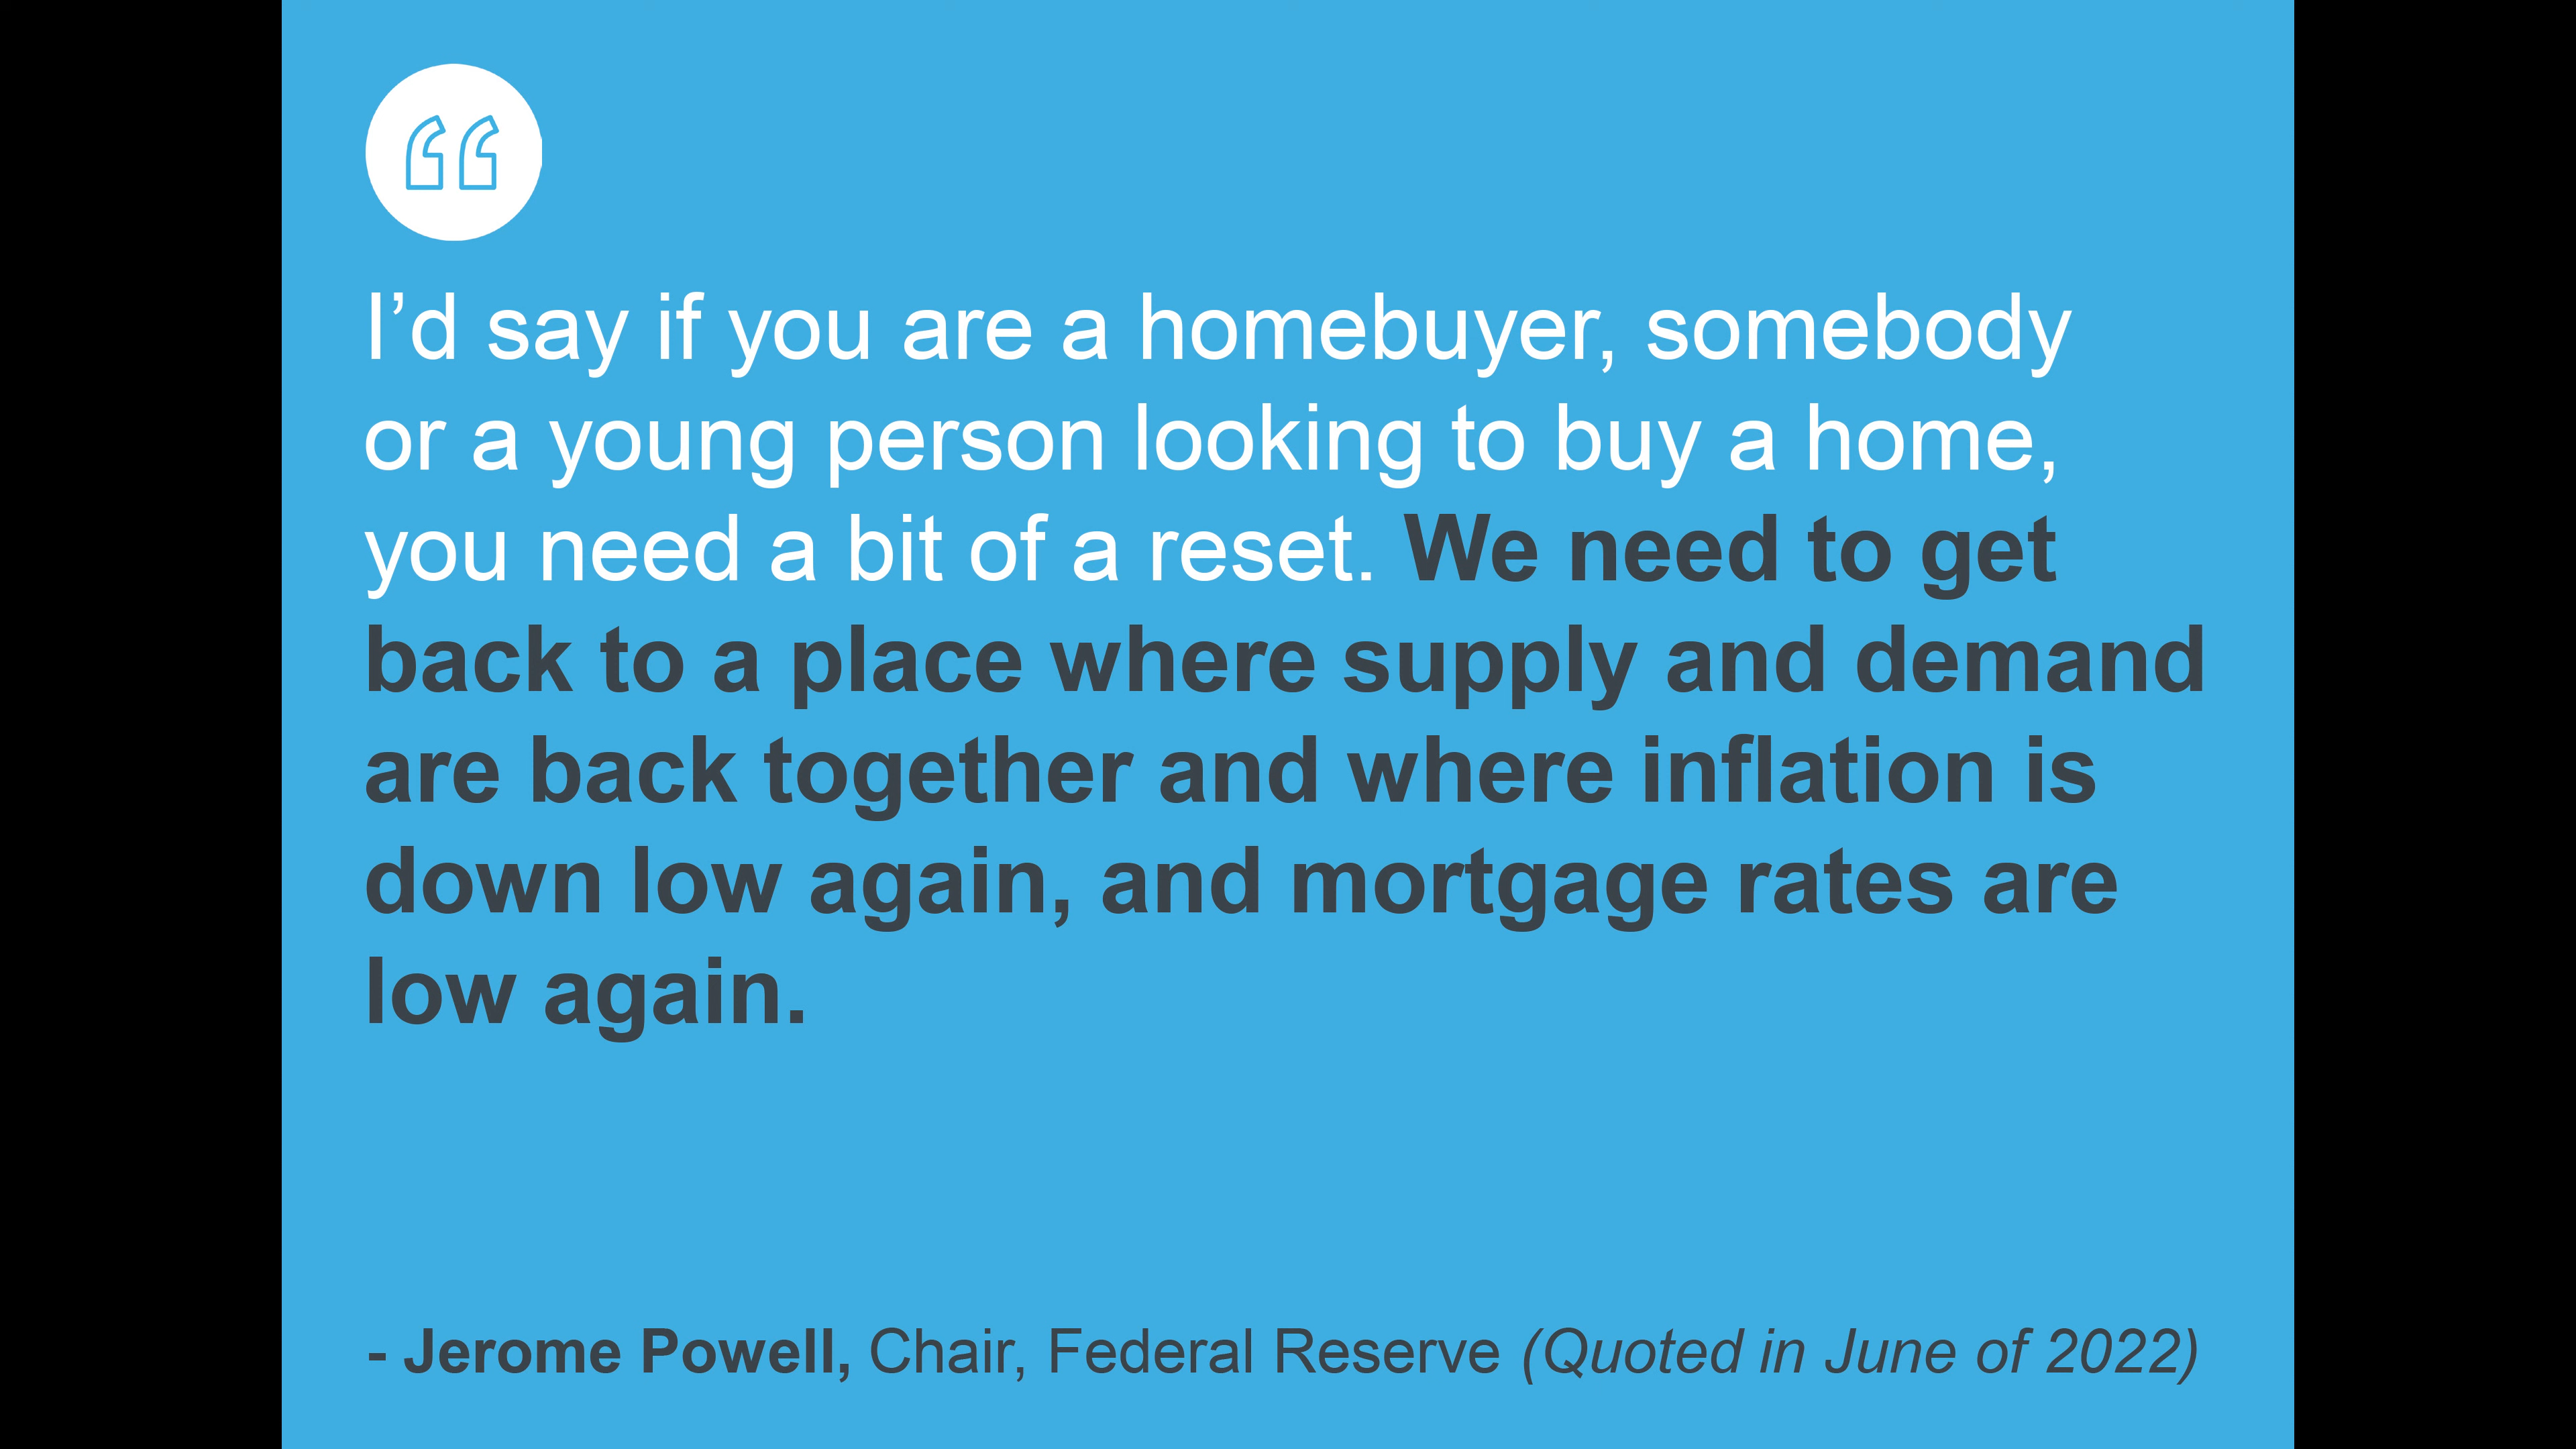 “
I’d say if you are a homebuyer, somebody
or a young person looking to buy a home,
you need a bit of a reset. We need to get
back to a place where supply and demand
are back together and where inflation is
down low again, and mortgage rates are
low again.
- Jerome Powell, Chair, Federal Reserve (Quoted in June of 2022)